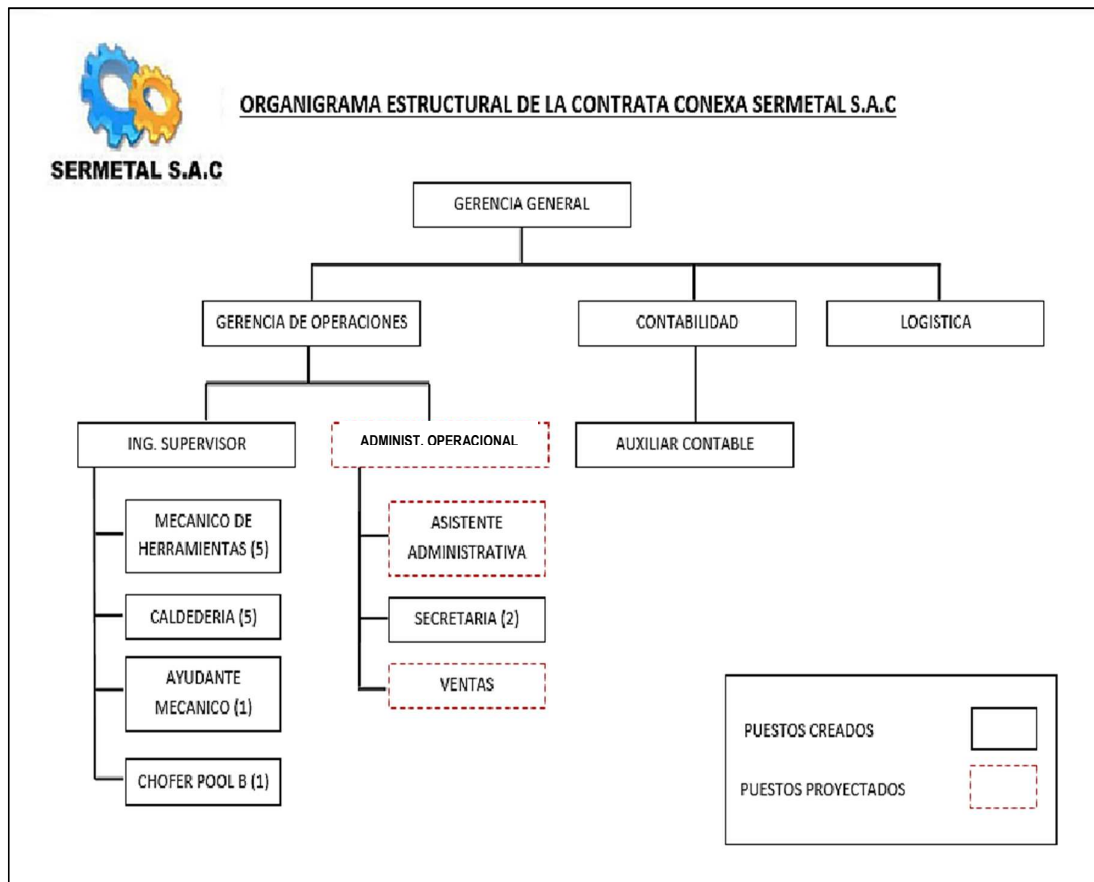 SERMETAL S.A.C
ORGANIGRAMA ESTRUCTURAL DE LA CONTRATA CONEXA SERMETAL S.A.C
GERENCIA GENERAL
GERENCIA DE OPERACIONES
CONTABILIDAD
LOGISTICA
ING. SUPERVISOR
ADMINIST. OPERACIONAL
AUXILIAR CONTABLE
MECANICO DE
HERRAMIENTAS (5)
CALDEDERIA (5)
AYUDANTE
MECANICO (1)
CHOFER POOL B (1)
ASISTENTE
ADMINISTRATIVA
SECRETARIA (2)
VENTAS
PUESTOS CREADOS
PUESTOS PROYECTADOS